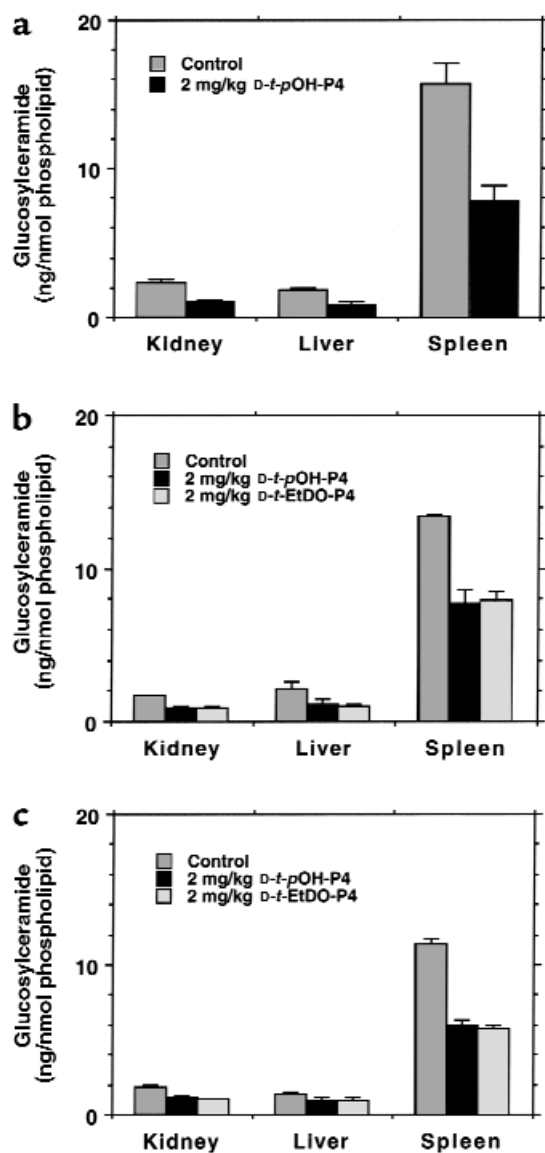 a
Glucosylceramide
(ng/nmol phospholipid)
20
10
0
Control
2 mg/kg D-t-pOH-P4
Kidney Liver Spleen
b
Glucosylceramide
(ng/nmol phospholipid)
20
10
0
Control
2 mg/kg D-t-pOH-P4
2 mg/kg D-t-EtDO-P4
Kidney Liver Spleen
c
Glucosylceramide
(ng/nmol phospholipid)
20
10
0
Control
2 mg/kg D-t-pOH-P4
2 mg/kg D-t-EtDO-P4
Kidney Liver Spleen